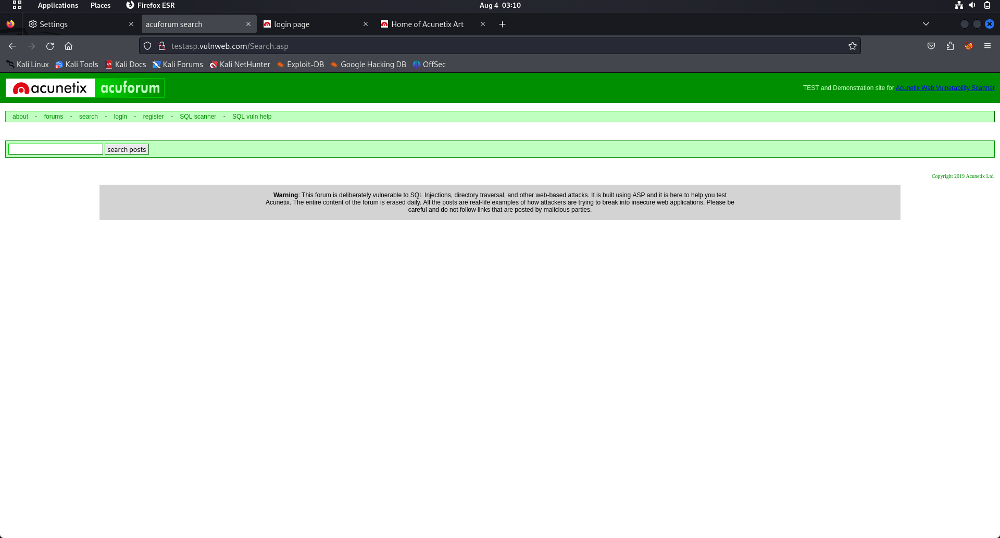 Applications Places Firefox ESR Aug 4 03:10
Settings acuforum search login page Home of Acunetix Art
testasp.vulnweb.com/Search.asp
Kali Linux Kali Tools Kali Docs Kali Forums Kali NetHunter Exploit-DB Google Hacking DB OffSec
acunetix acuforum TEST and Demonstration site for Acunetix Web Vulnerability Scanner
about - forums - search - login - register - SQL scanner - SQL vuln help
search posts
Copyright 2019 Acunetix Ltd.
Warning: This forum is deliberately vulnerable to SQL Injections, directory traversal, and other web-based attacks. It is built using ASP and it is here to help you test
Acunetix. The entire content of the forum is erased daily. All the posts are real-life examples of how attackers are trying to break into insecure web applications. Please be
careful and do not follow links that are posted by malicious parties.